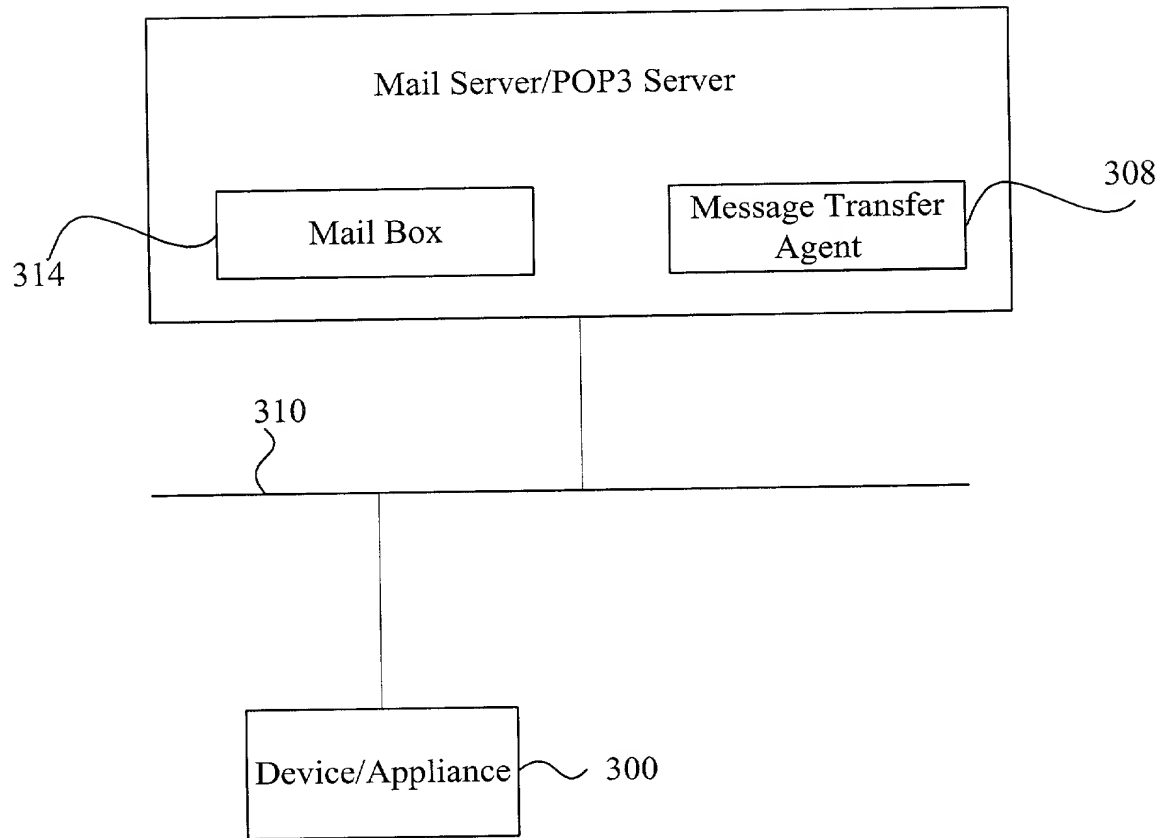 Mail Server/POP3 Server
308
Message Transfer
Agent
Mail Box
314
310
Device/Appliance
300